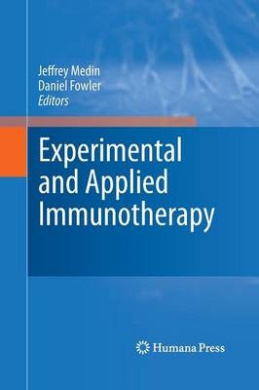 Jeffrey Medin
Daniel Fowler
Editors
Experimental
and Applied
Immunotherapy
Humana Press